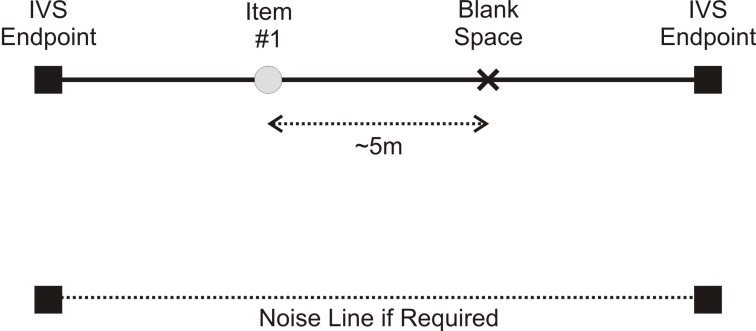 IVS
Endpoint
Item
#1
Blank
Space
IVS
Endpoint
~5m
Noise Line if Required